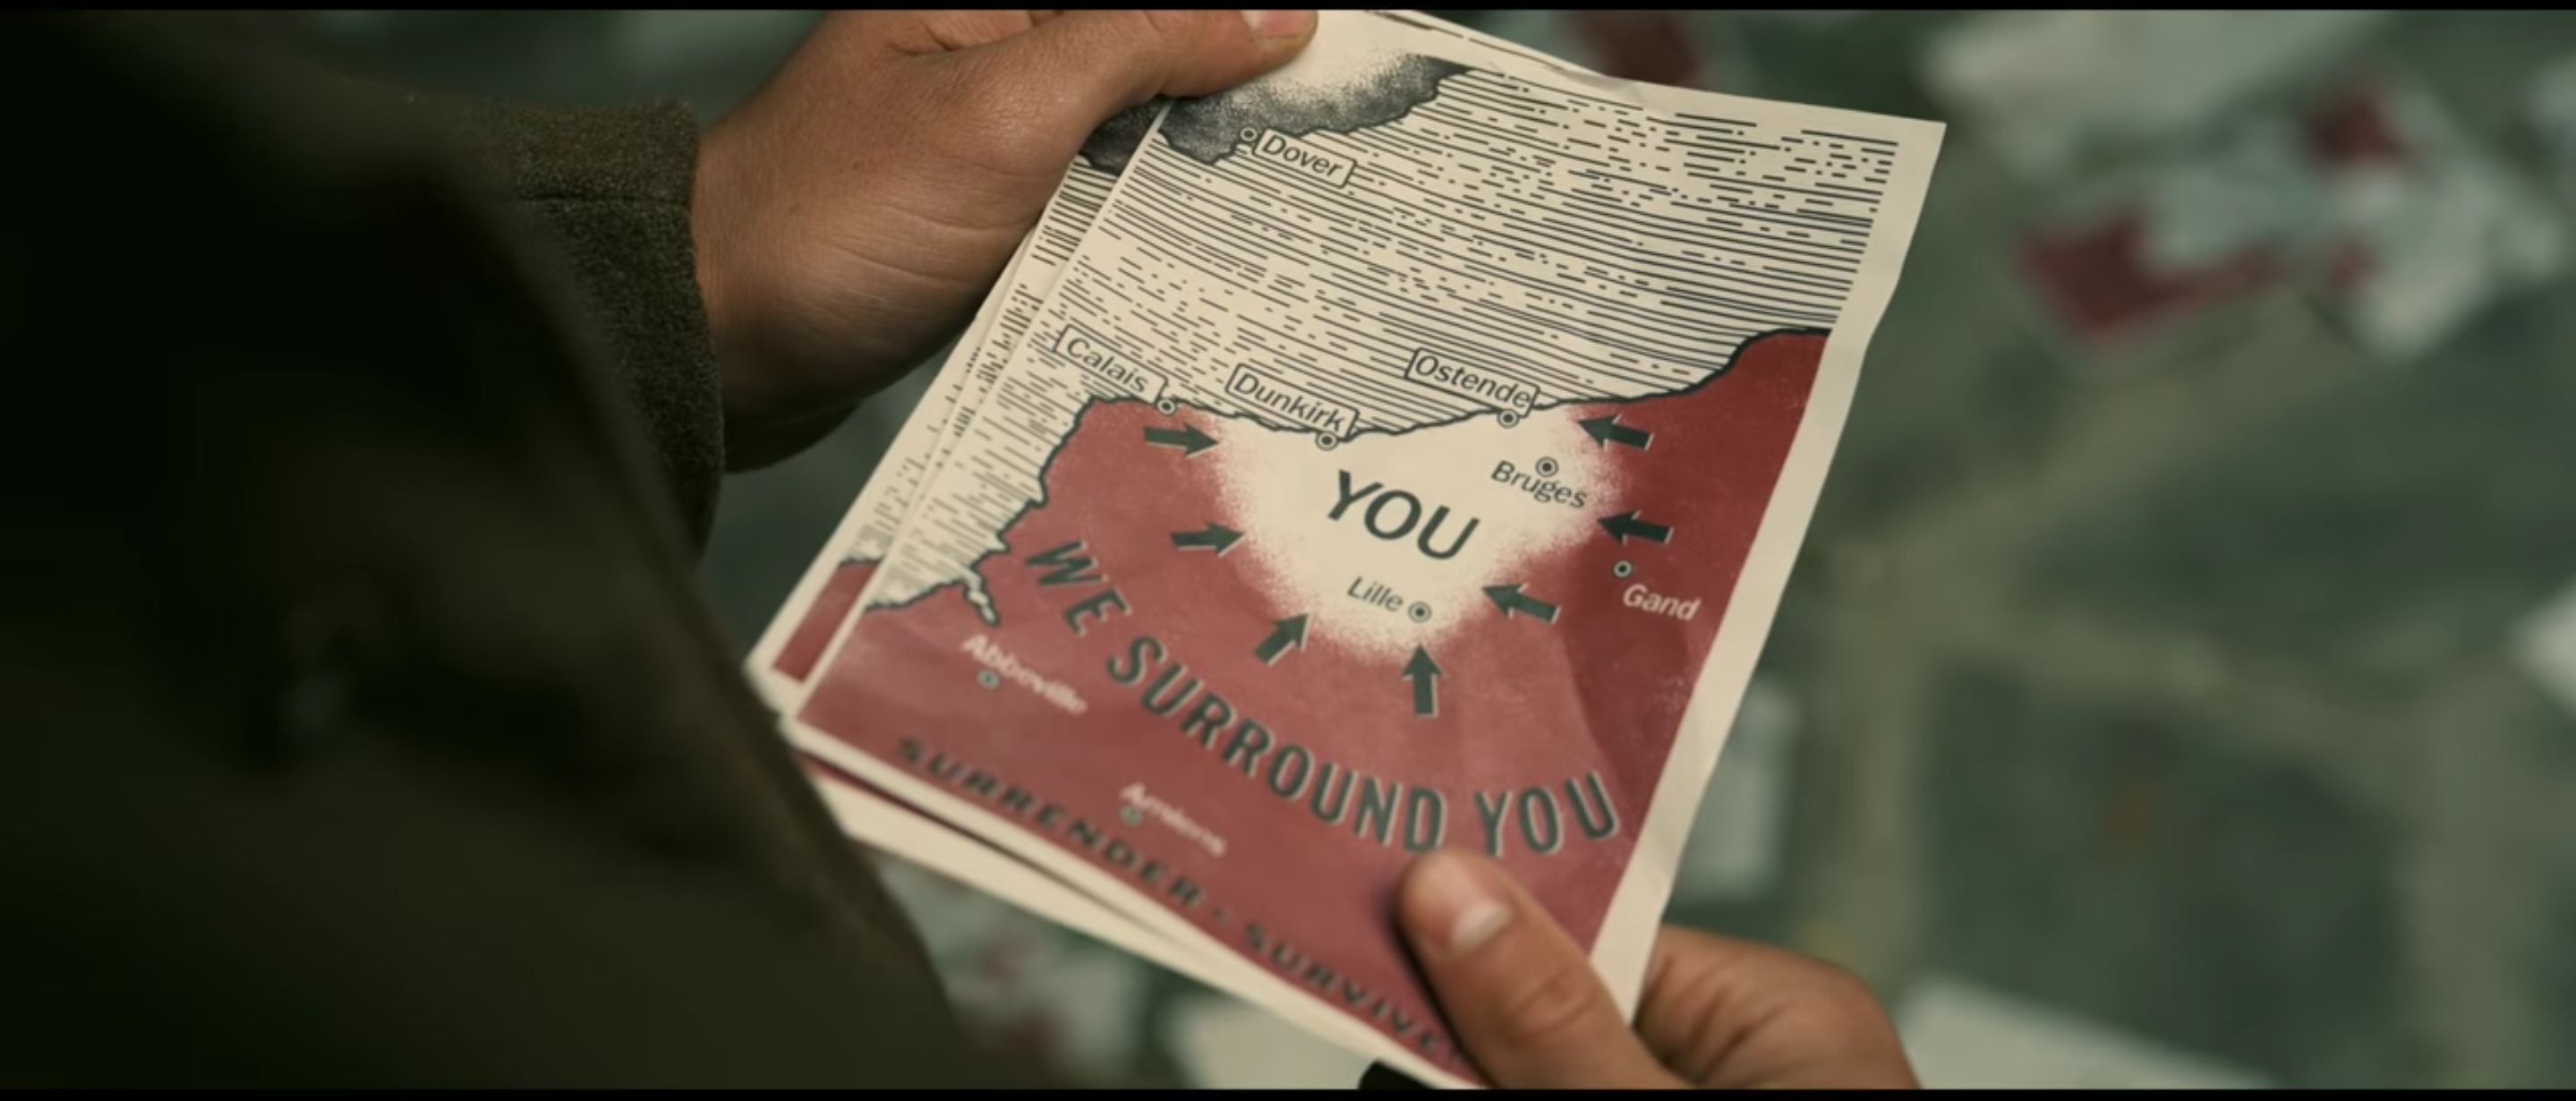 Dover
Calais
Dunkirk
Ostende
Bruges
YOU
Lille
Gand
WE SURROUND YOU
Abbeville
Amiens
SURRENDER · SURVIVE